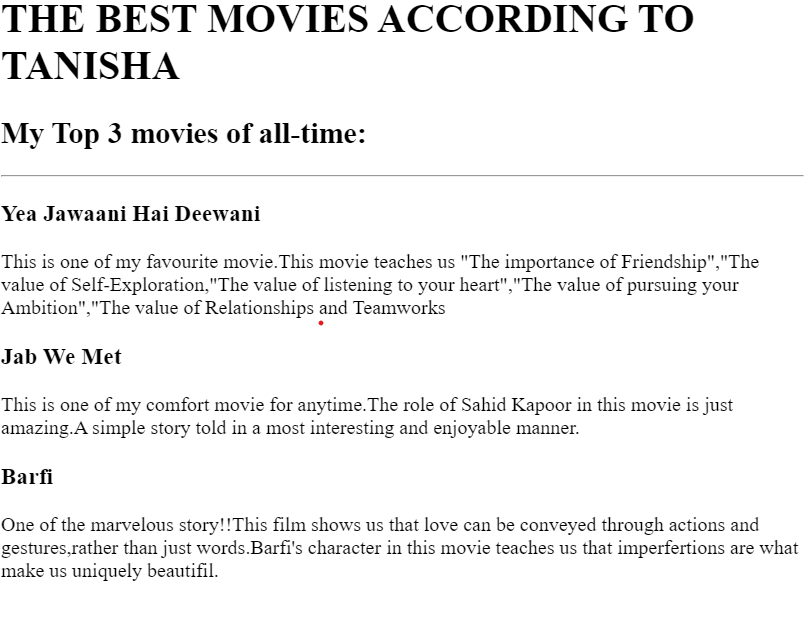 THE BEST MOVIES ACCORDING TO
TANISHA
My Top 3 movies of all-time:
Yea Jawaani Hai Deewani
This is one of my favourite movie.This movie teaches us "The importance of Friendship","The
value of Self-Exploration,"The value of listening to your heart","The value of pursuing your
Ambition","The value of Relationships and Teamworks
Jab We Met
This is one of my comfort movie for anytime.The role of Sahid Kapoor in this movie is just
amazing.A simple story told in a most interesting and enjoyable manner.
Barfi
One of the marvelous story!!This film shows us that love can be conveyed through actions and
gestures,rather than just words.Barfi's character in this movie teaches us that imperfertions are what
make us uniquely beautifil.